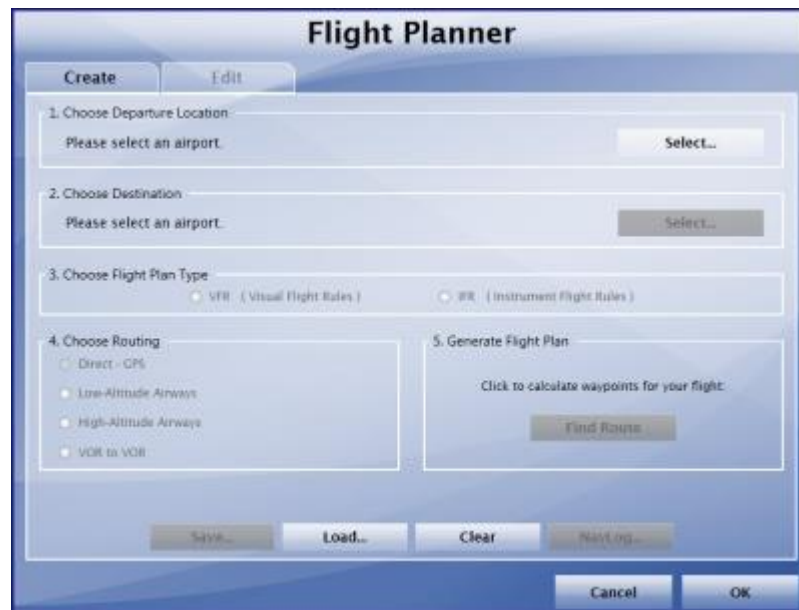 Flight Planner
Create
Edit
1. Choose Departure Location
Please select an airport.
Select...
2. Choose Destination
Please select an airport.
Select...
3. Choose Flight Plan Type
VFR ( Visual Flight Rules )
IFR ( Instrument Flight Rules )
4. Choose Routing
Direct - GPS
Low-Altitude Airways
High-Altitude Airways
VOR to VOR
5. Generate Flight Plan
Click to calculate waypoints for your flight:
Find Route
Save...
Load...
Clear
NavLog...
Cancel
OK